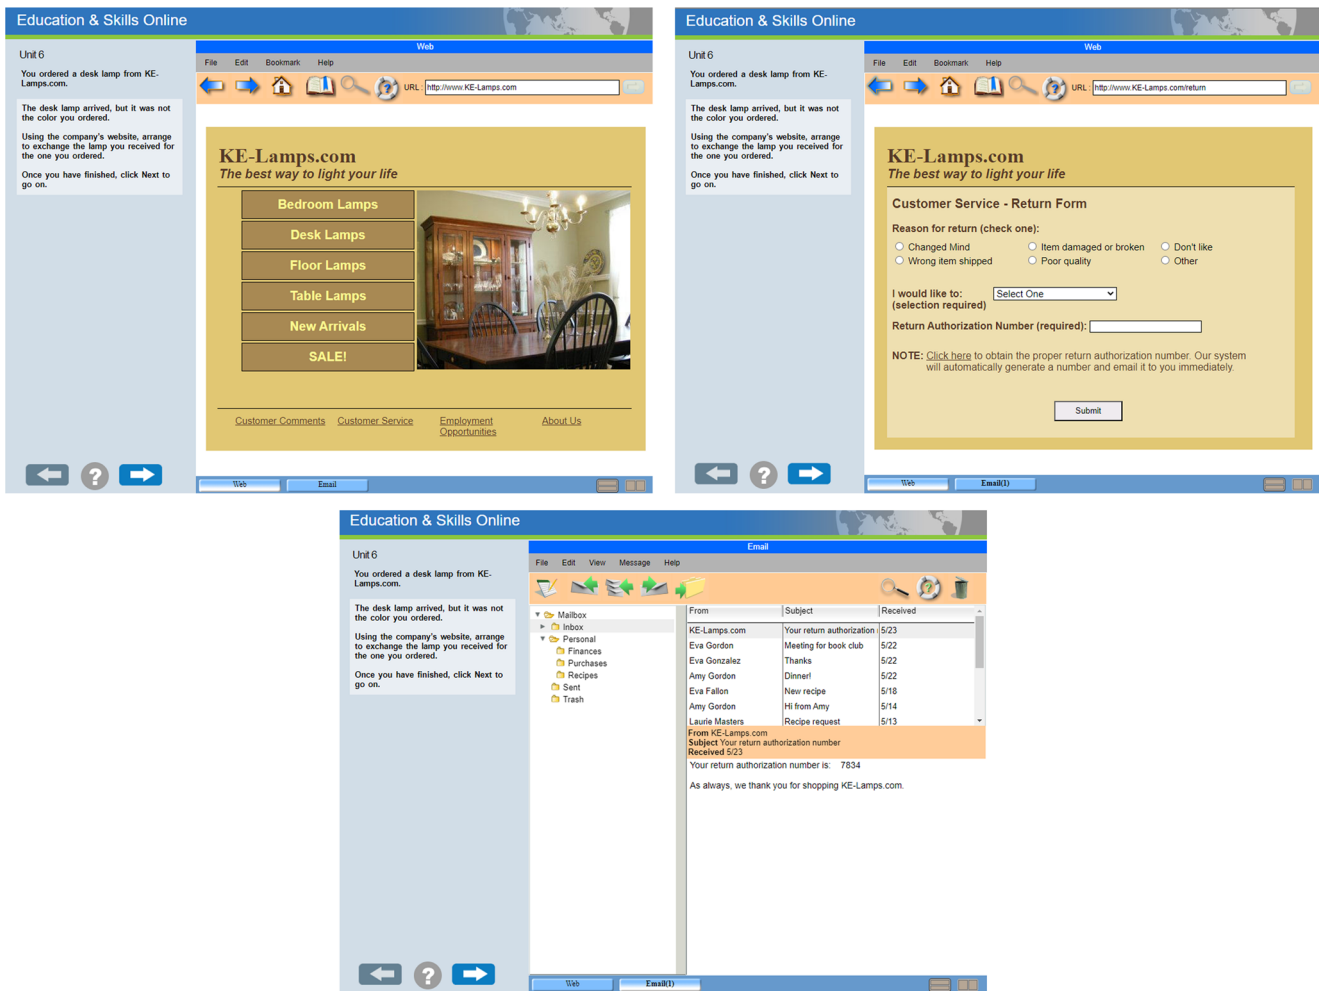 Education & Skills Online
Unit 6
You ordered a desk lamp from KE-
Lamps.com.
The desk lamp arrived, but it was not
the color you ordered.
Using the company's website, arrange
to exchange the lamp you received for
the one you ordered.
Once you have finished, click Next to
go on.
?
Web
File Edit Bookmark Help
URL : http://www.KE-Lamps.com
KE-Lamps.com
The best way to light your life
Bedroom Lamps
Desk Lamps
Floor Lamps
Table Lamps
New Arrivals
SALE!
Customer Comments Customer Service Employment Opportunities About Us
Web Email
Education & Skills Online
Unit 6
You ordered a desk lamp from KE-
Lamps.com.
The desk lamp arrived, but it was not
the color you ordered.
Using the company's website, arrange
to exchange the lamp you received for
the one you ordered.
Once you have finished, click Next to
go on.
?
Web
File Edit Bookmark Help
URL : http://www.KE-Lamps.com/return
KE-Lamps.com
The best way to light your life
Customer Service - Return Form
Reason for return (check one):
Changed Mind Item damaged or broken Don't like
Wrong item shipped Poor quality Other
I would like to: Select One
(selection required)
Return Authorization Number (required):
NOTE: Click here to obtain the proper return authorization number. Our system
will automatically generate a number and email it to you immediately.
Submit
Web Email(1)
Education & Skills Online
Unit 6
You ordered a desk lamp from KE-
Lamps.com.
The desk lamp arrived, but it was not
the color you ordered.
Using the company's website, arrange
to exchange the lamp you received for
the one you ordered.
Once you have finished, click Next to
go on.
?
Email
File Edit View Message Help
Mailbox
Inbox
Personal
Finances
Purchases
Recipes
Sent
Trash
From Subject Received
KE-Lamps.com Your return authorization 5/23
Eva Gordon Meeting for book club 5/22
Eva Gonzalez Thanks 5/22
Amy Gordon Dinner! 5/22
Eva Fallon New recipe 5/18
Amy Gordon Hi from Amy 5/14
Laurie Masters Recipe request 5/13
From KE-Lamps.com
Subject Your return authorization number
Received 5/23
Your return authorization number is: 7834
As always, we thank you for shopping KE-Lamps.com.
Web Email(1)